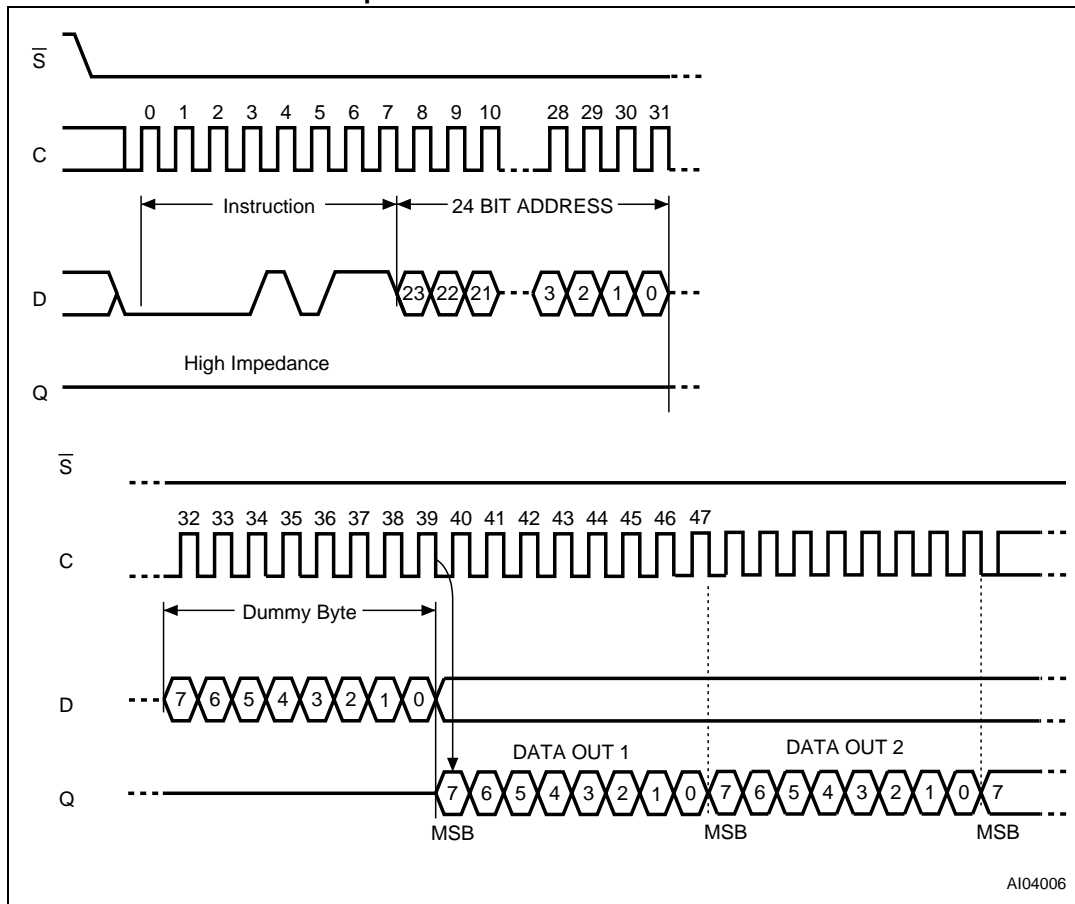 S
0 1 2 3 4 5 6 7 8 9 10 28 29 30 31
C
Instruction 24 BIT ADDRESS
D 23 22 21 3 2 1 0
High Impedance
Q
S
32 33 34 35 36 37 38 39 40 41 42 43 44 45 46 47
C
Dummy Byte
D 7 6 5 4 3 2 1 0
DATA OUT 1 DATA OUT 2
Q 7 6 5 4 3 2 1 0 7 6 5 4 3 2 1 0 7
MSB MSB MSB
AI04006